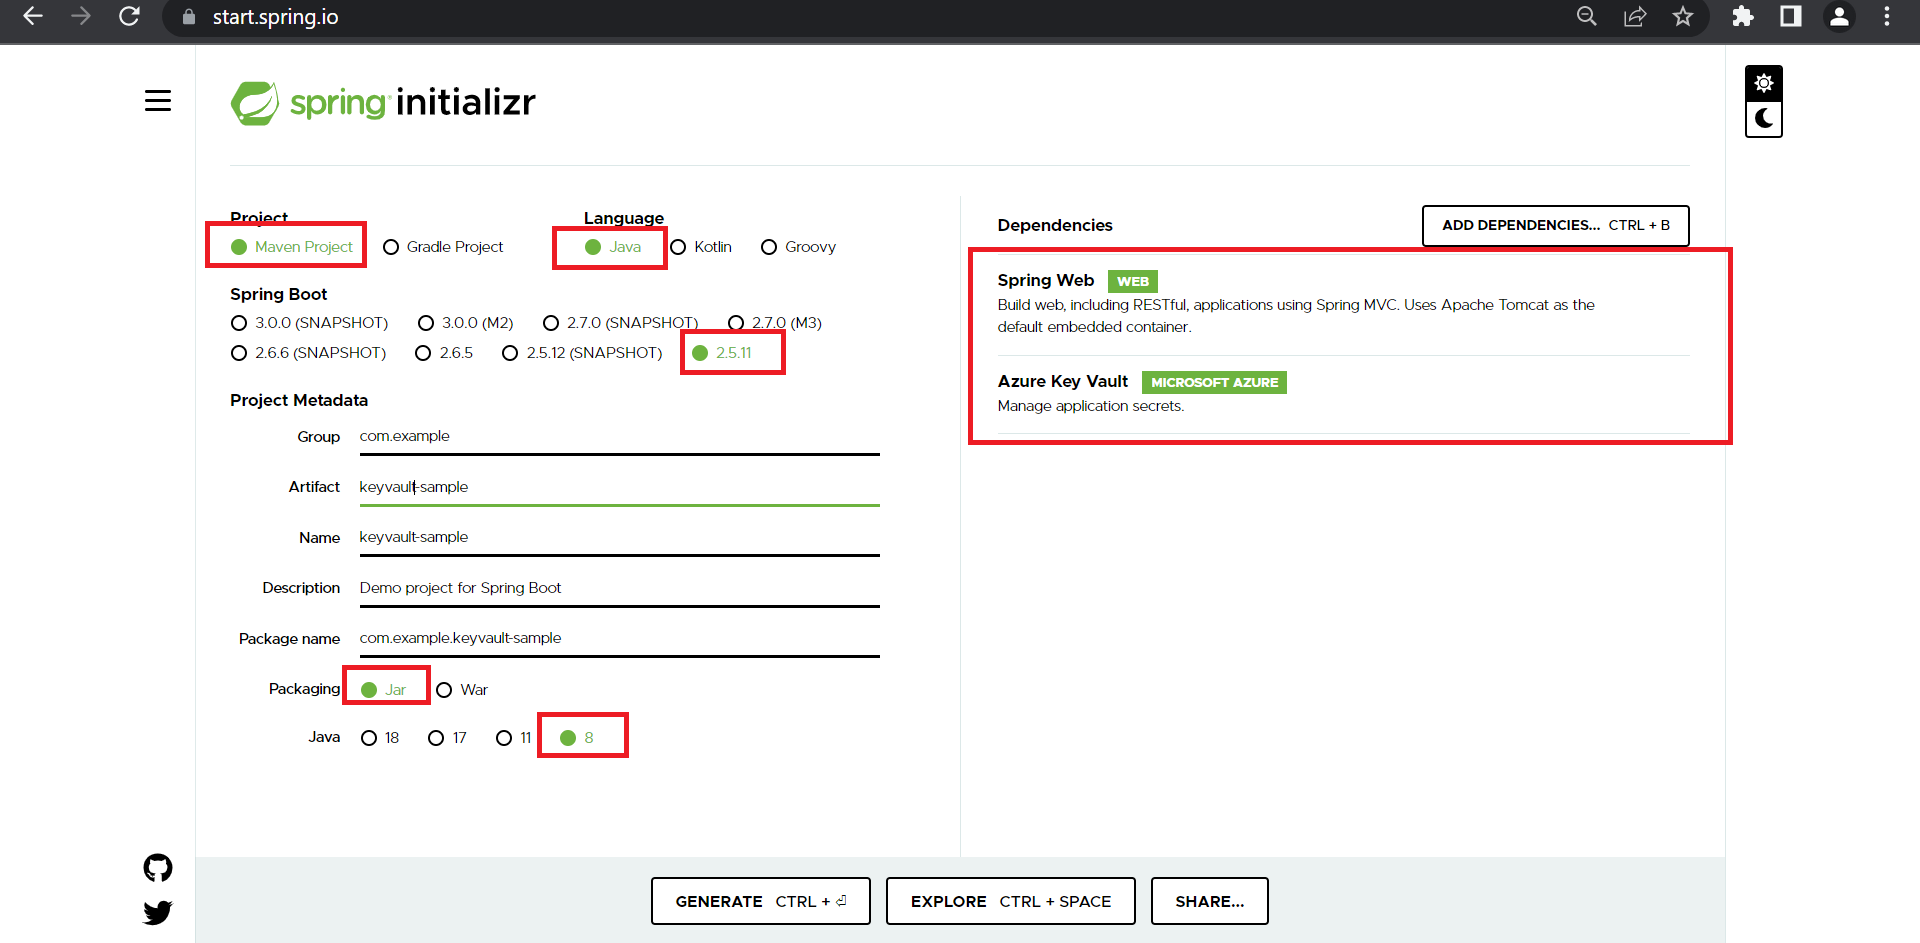 start.spring.io
spring initializr
Project
Maven Project Gradle Project
Language
Java Kotlin Groovy
Spring Boot
3.0.0 (SNAPSHOT) 3.0.0 (M2) 2.7.0 (SNAPSHOT) 2.7.0 (M3)
2.6.6 (SNAPSHOT) 2.6.5 2.5.12 (SNAPSHOT) 2.5.11
Project Metadata
Group com.example
Artifact keyvault-sample
Name keyvault-sample
Description Demo project for Spring Boot
Package name com.example.keyvault-sample
Packaging Jar War
Java 18 17 11 8
Dependencies ADD DEPENDENCIES... CTRL + B
Spring Web WEB
Build web, including RESTful, applications using Spring MVC. Uses Apache Tomcat as the
default embedded container.
Azure Key Vault MICROSOFT AZURE
Manage application secrets.
GENERATE CTRL + ⏎ EXPLORE CTRL + SPACE SHARE...